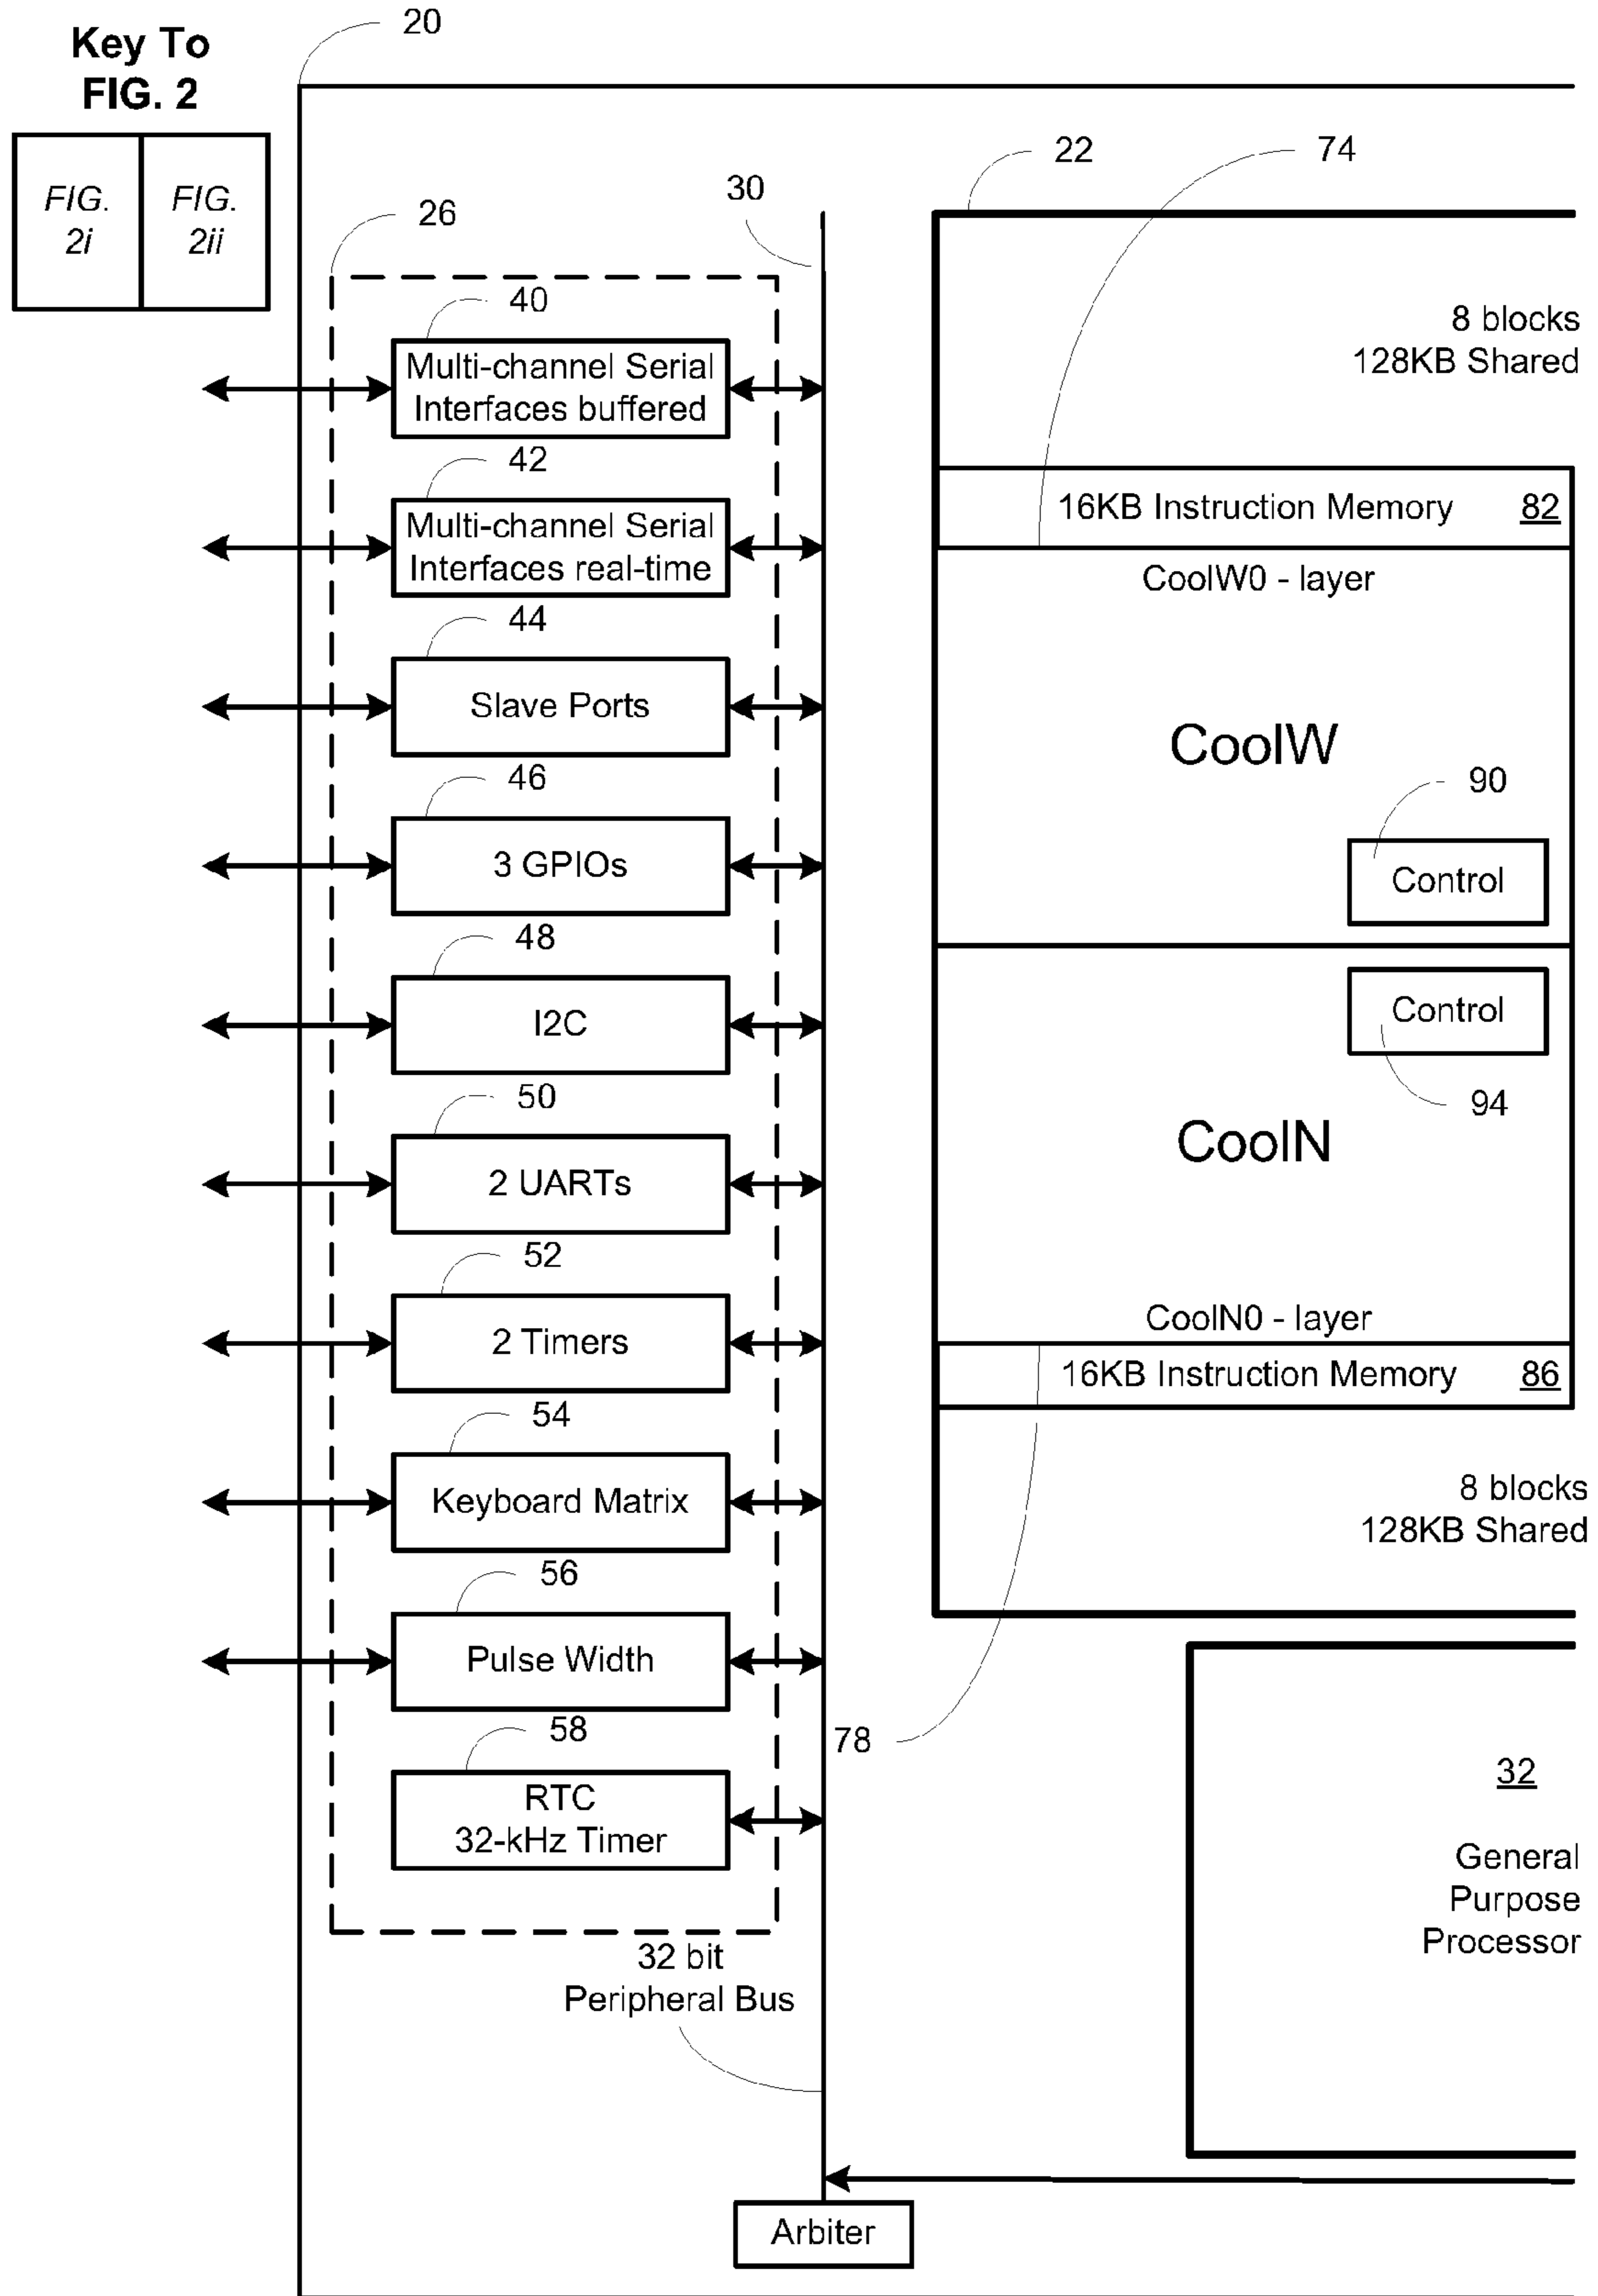 Key To
FIG. 2
FIG.
2i
FIG.
2ii
20
26
30
22
74
40
Multi-channel Serial
Interfaces buffered
42
Multi-channel Serial
Interfaces real-time
44
Slave Ports
46
3 GPIOs
48
I2C
50
2 UARTs
52
2 Timers
54
Keyboard Matrix
56
Pulse Width
58
RTC
32-kHz Timer
32 bit
Peripheral Bus
Arbiter
8 blocks
128KB Shared
16KB Instruction Memory 82
CoolW0 - layer
CoolW
90
Control
Control
94
CoolN
CoolN0 - layer
16KB Instruction Memory 86
8 blocks
128KB Shared
78
32
General
Purpose
Processor